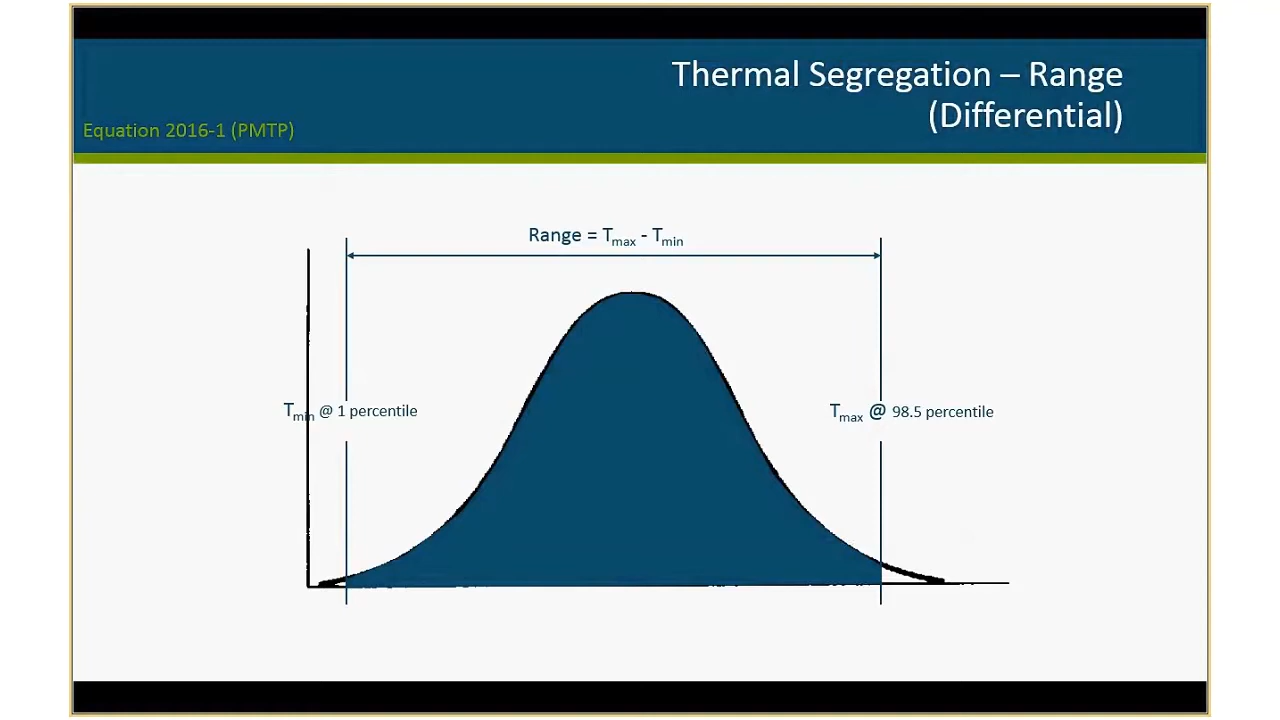 Thermal Segregation – Range
(Differential)
Equation 2016-1 (PMTP)
Range = Tmax - Tmin
Tmin @ 1 percentile
Tmax @ 98.5 percentile